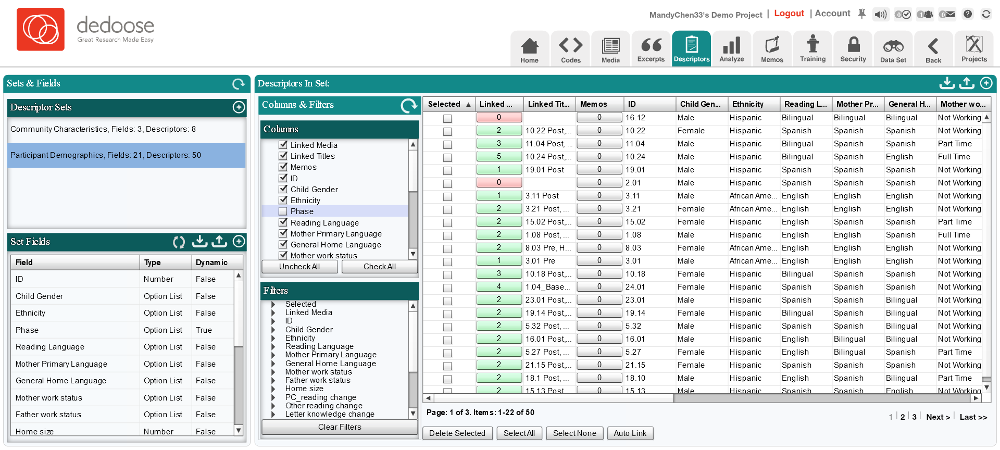 dedoose
Great Research Made Easy
MandyChen33's Demo Project | Logout | Account
Home Codes Media Excerpts Descriptors Analyze Memos Training Security Data Set Back Projects
Sets & Fields
Descriptor Sets
Community Characteristics, Fields: 3, Descriptors: 8
Participant Demographics, Fields: 21, Descriptors: 50
Set Fields
Field Type Dynamic
ID Number False
Child Gender Option List False
Ethnicity Option List False
Phase Option List True
Reading Language Option List False
Mother Primary Language Option List False
General Home Language Option List False
Mother work status Option List False
Father work status Option List False
Home size Number False
Descriptors In Set:
Columns & Filters
Columns
Linked Media
Linked Titles
Memos
ID
Child Gender
Ethnicity
Phase
Reading Language
Mother Primary Language
General Home Language
Mother work status
Uncheck All Check All
Filters
Selected
Linked Media
ID
Child Gender
Ethnicity
Reading Language
Mother Primary Language
General Home Language
Mother work status
Father work status
Home size
PC_reading change
Other reading change
Letter knowledge change
Clear Filters
Selected Linked ... Linked Tit... Memos ID Child Gen... Ethnicity Reading L... Mother Pr... General H... Mother wo...
0 0 16.12 Male Hispanic Bilingual Bilingual Bilingual Not Working
2 10.22 Post,... 0 10.22 Female Hispanic Spanish Spanish Spanish Not Working
3 11.04 Post,... 0 11.04 Male Hispanic Bilingual Spanish Spanish Part Time
5 10.24 Post,... 0 10.24 Male Hispanic Bilingual Spanish English Full Time
1 19.01 Post 0 19.01 Male Hispanic Spanish Spanish Spanish Not Working
0 0 2.01 Male Hispanic Spanish Spanish Spanish Not Working
1 3.11 Post 0 3.11 Male African Ame... English English English Not Working
2 3.21 Post,... 0 3.21 Female African Ame... English English English Not Working
2 15.02 Post,... 0 15.02 Male Hispanic English Spanish Spanish Part Time
2 1.08 Post,... 0 1.08 Male Hispanic English Spanish Spanish Full Time
2 8.03 Pre, H... 0 8.03 Female African Ame... English English English Not Working
1 3.01 Pre 0 3.01 Male African Ame... English English English Not Working
3 10.18 Post,... 0 10.18 Female Hispanic Bilingual Spanish Spanish Part Time
4 1.04_Base... 0 24.01 Male Hispanic English Spanish Spanish Not Working
2 23.01 Post,... 0 23.01 Male Hispanic Spanish Spanish Bilingual Not Working
2 19.14 Post,... 0 19.14 Female Hispanic Bilingual Spanish Spanish Not Working
2 5.32 Post,... 0 5.32 Male Hispanic Spanish Spanish Bilingual Not Working
2 16.01 Post,... 0 16.01 Male Hispanic English Bilingual English Not Working
2 5.27 Post,... 0 5.27 Female Hispanic English Bilingual Spanish Part Time
2 21.15 Post,... 0 21.15 Female Hispanic Spanish Spanish Spanish Not Working
2 18.1 Post,... 0 18.10 Male Hispanic English English Bilingual Part Time
2 15.13 Post 0 15.13 Male Hispanic Spanish Spanish Spanish Not Working
Page: 1 of 3. Items: 1-22 of 50
1 | 2 | 3 | Next > | Last >>
Delete Selected Select All Select None Auto Link